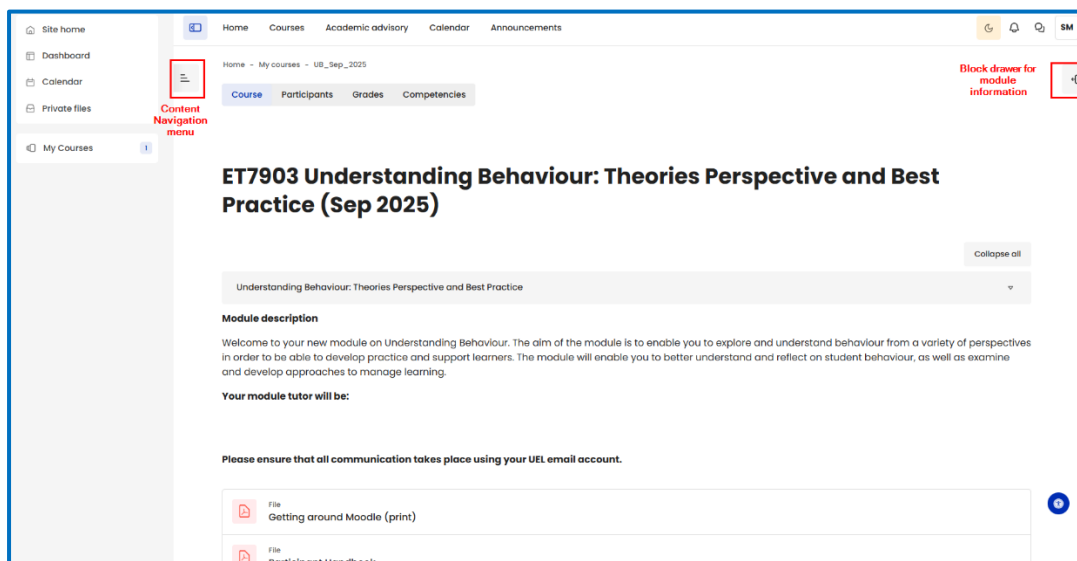 Site home
Dashboard
Calendar
Private files
My Courses 1
Home Courses Academic advisory Calendar Announcements
SM
Home - My courses - UB_Sep_2025
Course Participants Grades Competencies
Content
Navigation
menu
Block drawer for
module
information
ET7903 Understanding Behaviour: Theories Perspective and Best
Practice (Sep 2025)
Collapse all
Understanding Behaviour: Theories Perspective and Best Practice
Module description
Welcome to your new module on Understanding Behaviour. The aim of the module is to enable you to explore and understand behaviour from a variety of perspectives
in order to be able to develop practice and support learners. The module will enable you to better understand and reflect on student behaviour, as well as examine
and develop approaches to manage learning.
Your module tutor will be:
Please ensure that all communication takes place using your UEL email account.
File
Getting around Moodle (print)
File
Participant Handbook